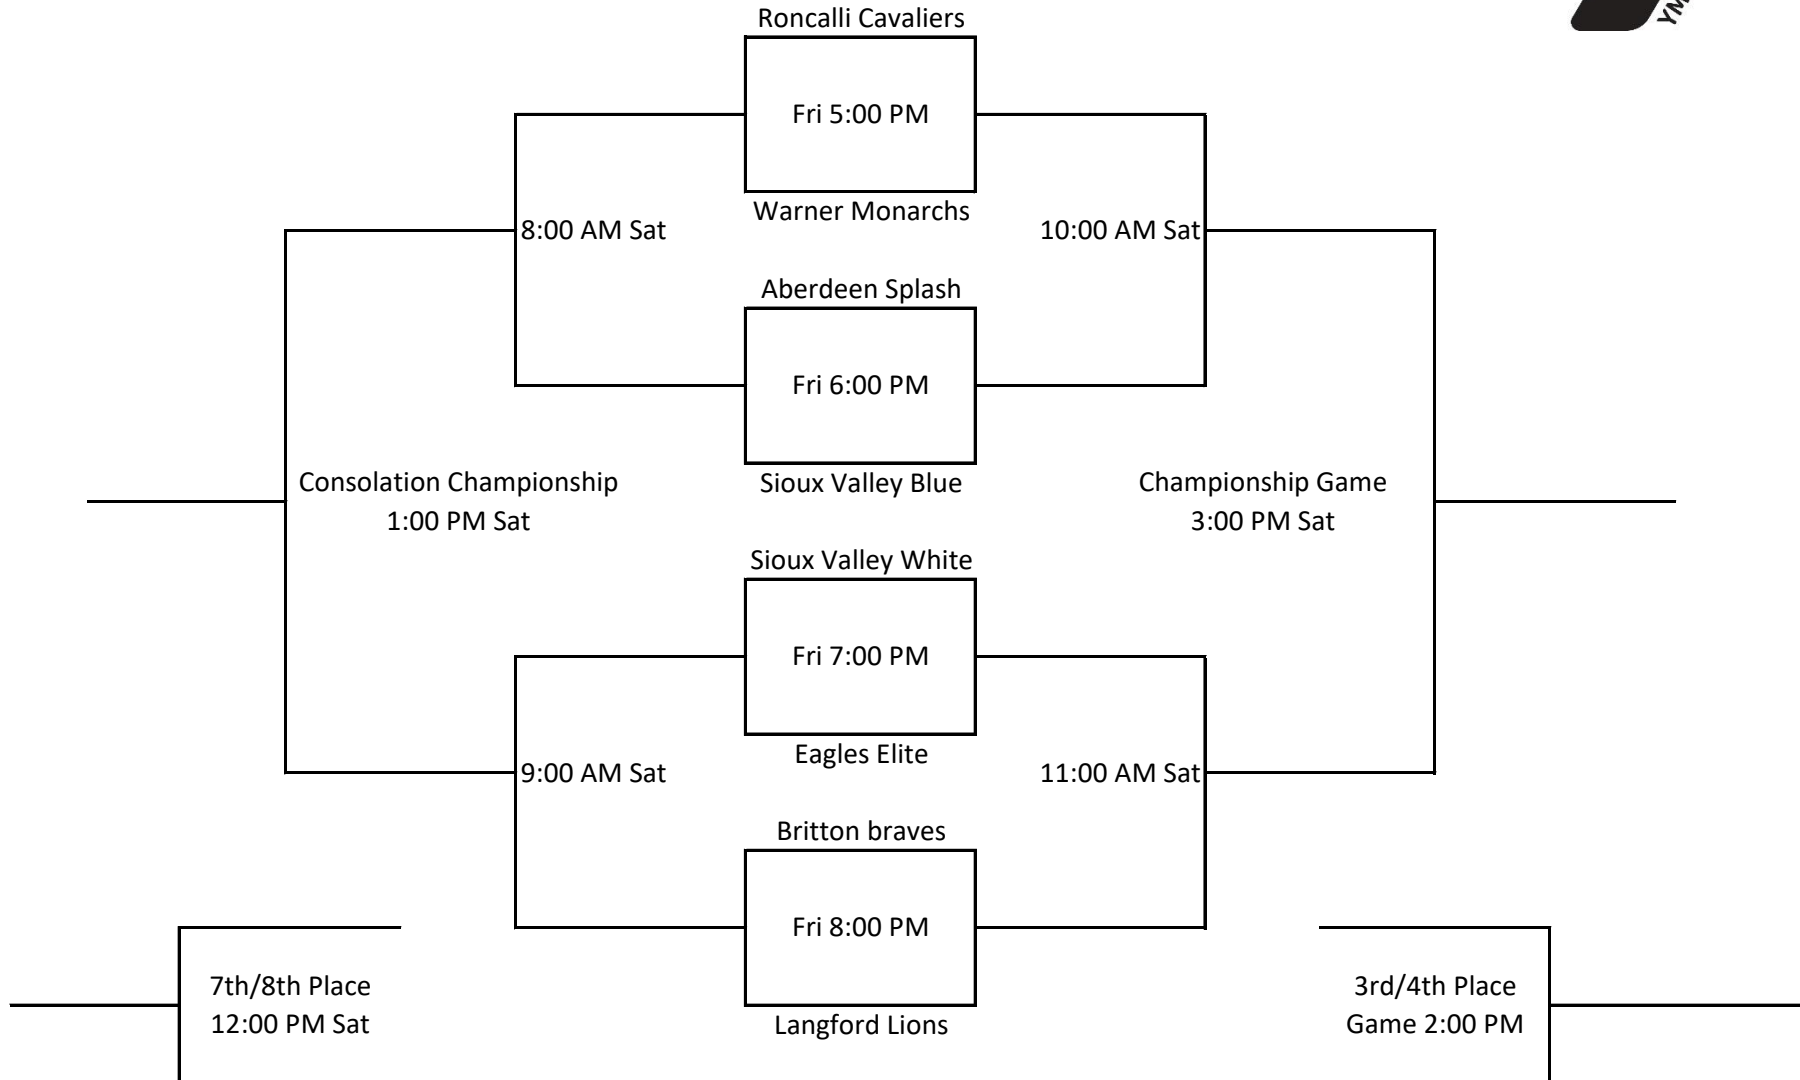 YM
Roncalli Cavaliers
Fri 5:00 PM
Warner Monarchs
8:00 AM Sat
10:00 AM Sat
Aberdeen Splash
Fri 6:00 PM
Sioux Valley Blue
Consolation Championship
1:00 PM Sat
Championship Game
3:00 PM Sat
Sioux Valley White
Fri 7:00 PM
Eagles Elite
9:00 AM Sat
11:00 AM Sat
Britton braves
Fri 8:00 PM
Langford Lions
7th/8th Place
12:00 PM Sat
3rd/4th Place
Game 2:00 PM